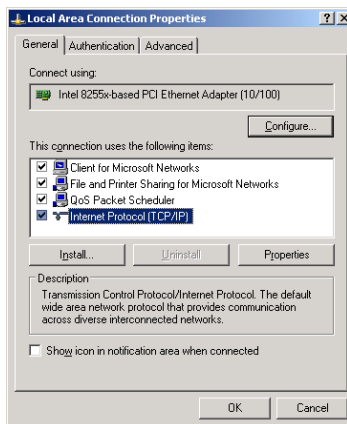 Local Area Connection Properties
General Authentication Advanced
Connect using:
Intel 8255x-based PCI Ethernet Adapter (10/100)
Configure...
This connection uses the following items:
Client for Microsoft Networks
File and Printer Sharing for Microsoft Networks
QoS Packet Scheduler
Internet Protocol (TCP/IP)
Install... Uninstall Properties
Description
Transmission Control Protocol/Internet Protocol. The default
wide area network protocol that provides communication
across diverse interconnected networks.
Show icon in notification area when connected
OK Cancel